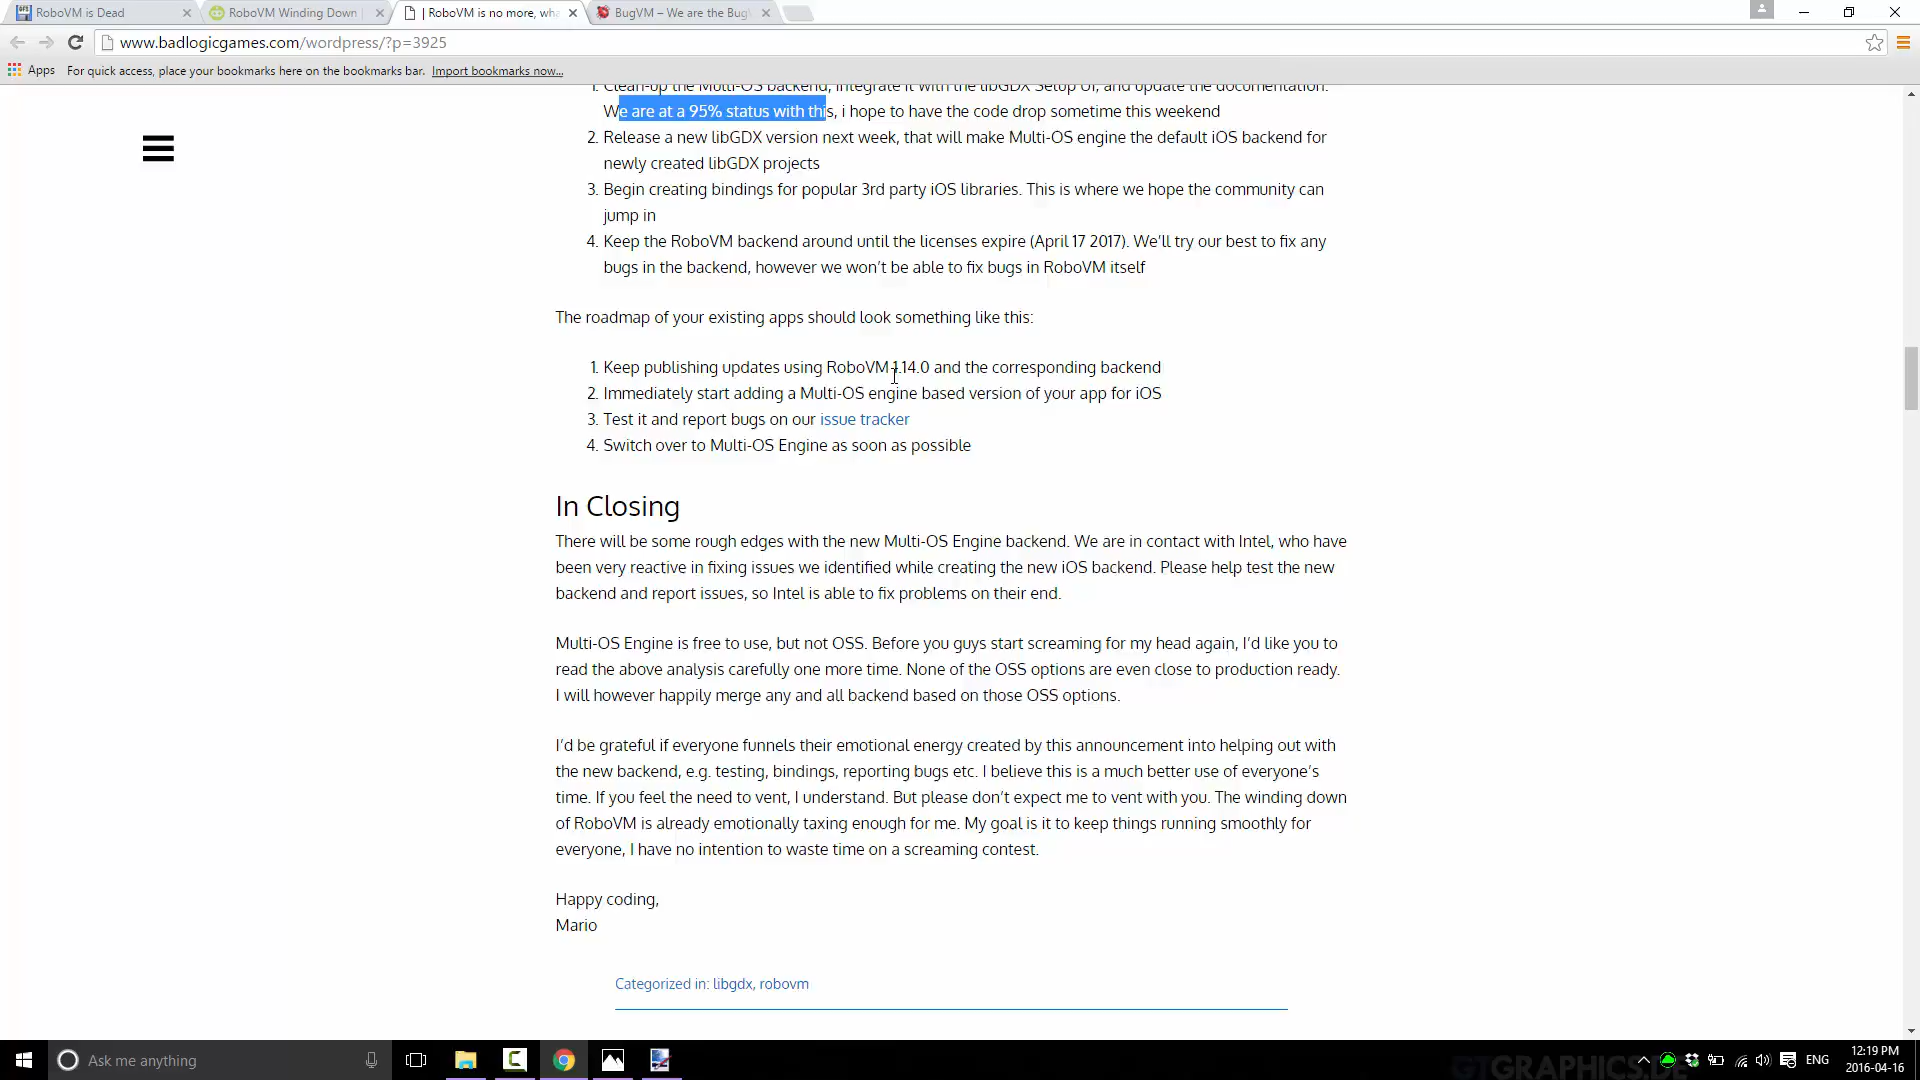 RoboVM is Dead
RoboVM Winding Down |
| RoboVM is no more, wha
BugVM – We are the Bug
www.badlogicgames.com/wordpress/?p=3925
Apps For quick access, place your bookmarks here on the bookmarks bar. Import bookmarks now...
1. Clean-up the Multi-OS backend, integrate it with the libGDX Setup UI, and update the documentation.
We are at a 95% status with this, i hope to have the code drop sometime this weekend
2. Release a new libGDX version next week, that will make Multi-OS engine the default iOS backend for
newly created libGDX projects
3. Begin creating bindings for popular 3rd party iOS libraries. This is where we hope the community can
jump in
4. Keep the RoboVM backend around until the licenses expire (April 17 2017). We'll try our best to fix any
bugs in the backend, however we won't be able to fix bugs in RoboVM itself
The roadmap of your existing apps should look something like this:
1. Keep publishing updates using RoboVM 1.14.0 and the corresponding backend
2. Immediately start adding a Multi-OS engine based version of your app for iOS
3. Test it and report bugs on our issue tracker
4. Switch over to Multi-OS Engine as soon as possible
In Closing
There will be some rough edges with the new Multi-OS Engine backend. We are in contact with Intel, who have
been very reactive in fixing issues we identified while creating the new iOS backend. Please help test the new
backend and report issues, so Intel is able to fix problems on their end.
Multi-OS Engine is free to use, but not OSS. Before you guys start screaming for my head again, I'd like you to
read the above analysis carefully one more time. None of the OSS options are even close to production ready.
I will however happily merge any and all backend based on those OSS options.
I'd be grateful if everyone funnels their emotional energy created by this announcement into helping out with
the new backend, e.g. testing, bindings, reporting bugs etc. I believe this is a much better use of everyone's
time. If you feel the need to vent, I understand. But please don't expect me to vent with you. The winding down
of RoboVM is already emotionally taxing enough for me. My goal is it to keep things running smoothly for
everyone, I have no intention to waste time on a screaming contest.
Happy coding,
Mario
Categorized in: libgdx, robovm
Ask me anything
ENG
12:19 PM
2016-04-16